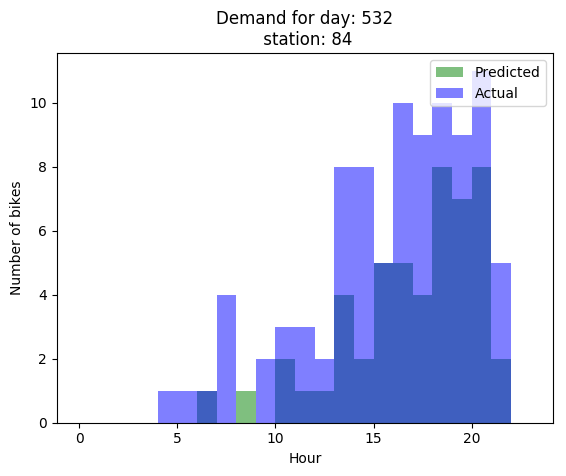 Demand for day: 532
station: 84
Predicted
Actual
Number of bikes
10
8
6
4
2
0
0
5
10
15
20
Hour